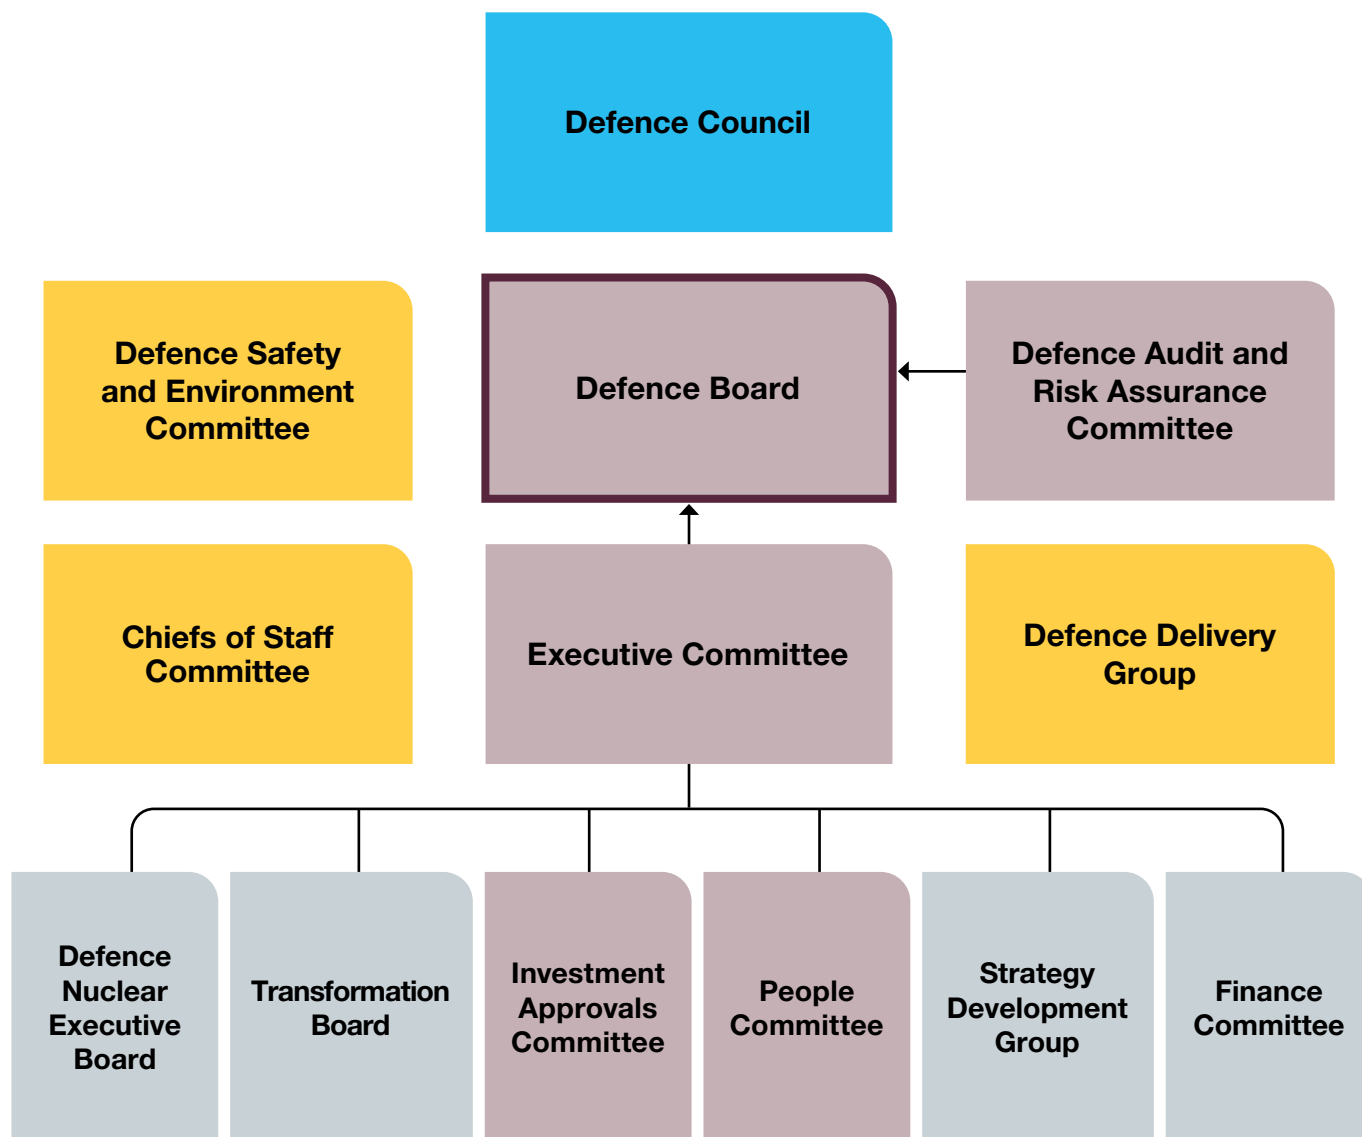 Defence Council
Defence Safety
and Environment
Committee
Defence Board
Defence Audit and
Risk Assurance
Committee
Chiefs of Staff
Committee
Executive Committee
Defence Delivery
Group
Defence
Nuclear
Executive
Board
Transformation
Board
Investment
Approvals
Committee
People
Committee
Strategy
Development
Group
Finance
Committee